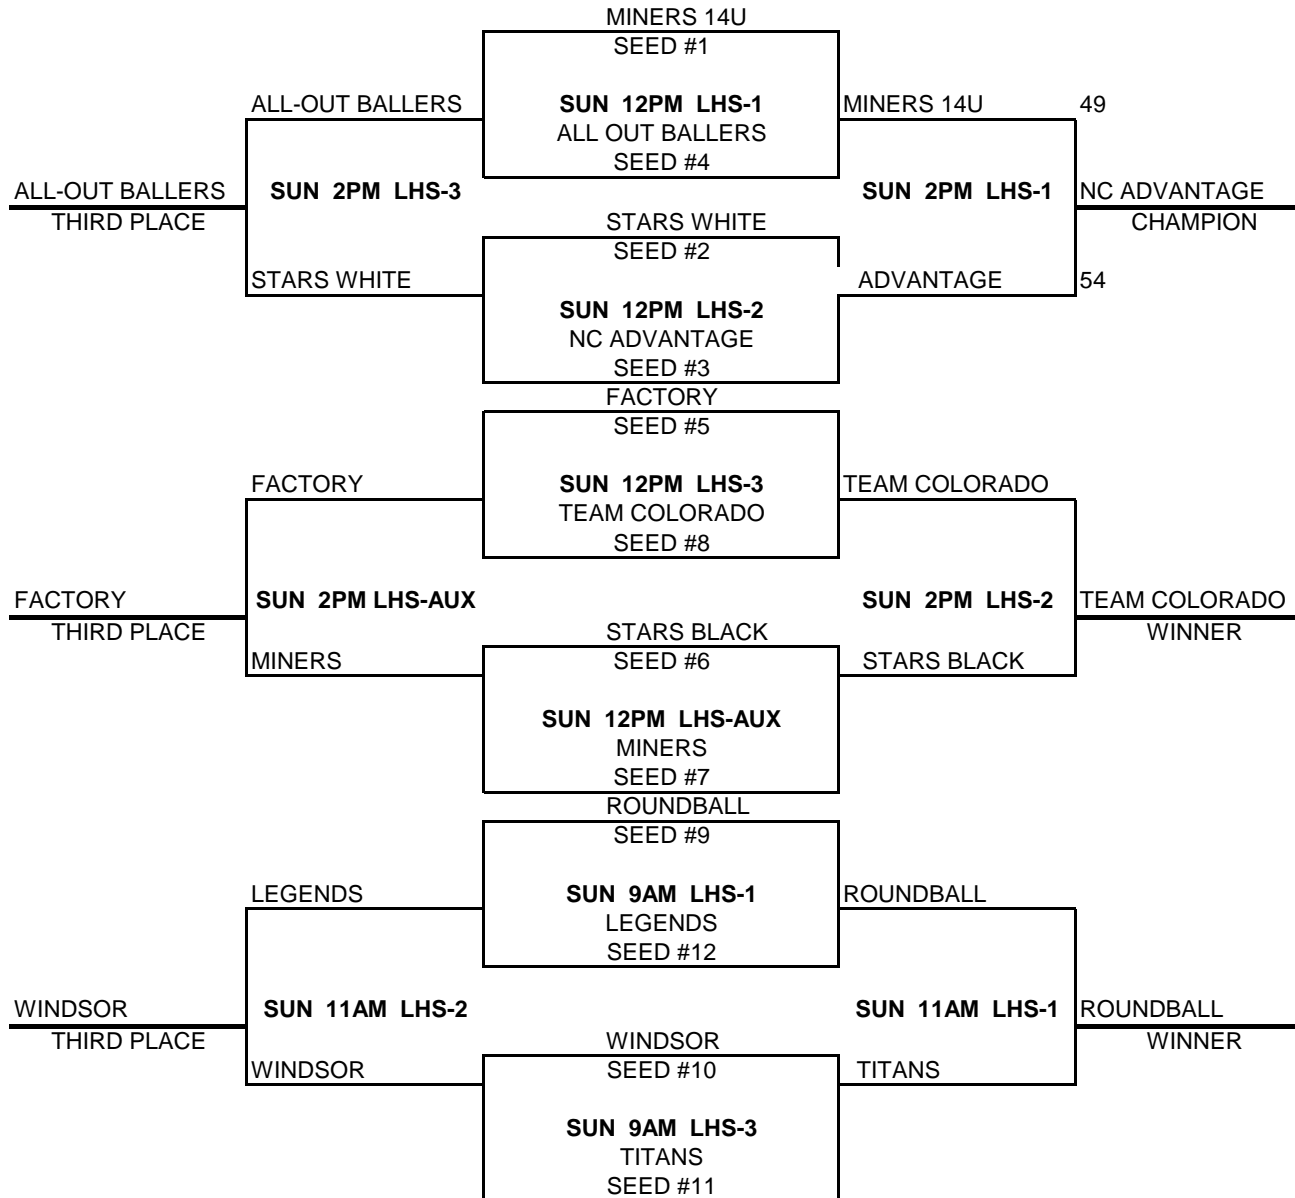 MINERS 14U
SEED #1
ALL-OUT BALLERS
SUN 12PM LHS-1
MINERS 14U
49
ALL OUT BALLERS
SEED #4
ALL-OUT BALLERS
SUN 2PM LHS-3
SUN 2PM LHS-1
NC ADVANTAGE
THIRD PLACE
STARS WHITE
CHAMPION
SEED #2
STARS WHITE
ADVANTAGE
54
SUN 12PM LHS-2
NC ADVANTAGE
SEED #3
FACTORY
SEED #5
FACTORY
SUN 12PM LHS-3
TEAM COLORADO
TEAM COLORADO
SEED #8
FACTORY
SUN 2PM LHS-AUX
SUN 2PM LHS-2
TEAM COLORADO
THIRD PLACE
STARS BLACK
WINNER
MINERS
SEED #6
STARS BLACK
SUN 12PM LHS-AUX
MINERS
SEED #7
ROUNDBALL
SEED #9
LEGENDS
SUN 9AM LHS-1
ROUNDBALL
LEGENDS
SEED #12
WINDSOR
SUN 11AM LHS-2
SUN 11AM LHS-1
ROUNDBALL
THIRD PLACE
WINDSOR
WINNER
WINDSOR
SEED #10
TITANS
SUN 9AM LHS-3
TITANS
SEED #11